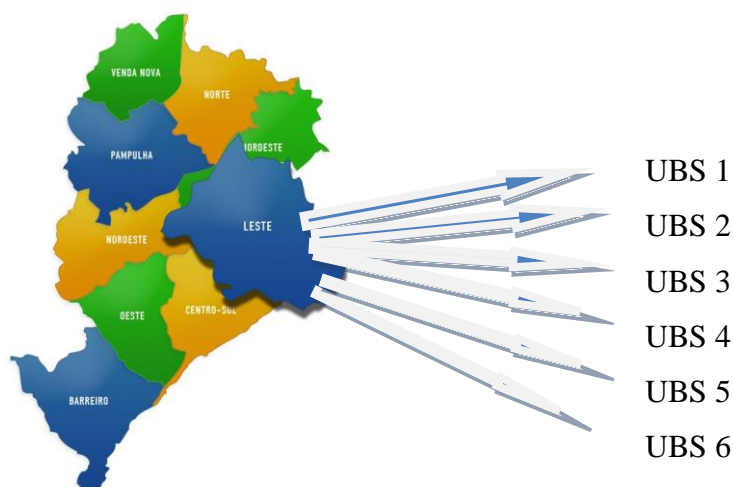 VENDA NOVA
NORTE
NORDESTE
PAMPULHA
LESTE
NOROESTE
OESTE
CENTRO-SUL
BARREIRO
UBS 1
UBS 2
UBS 3
UBS 4
UBS 5
UBS 6